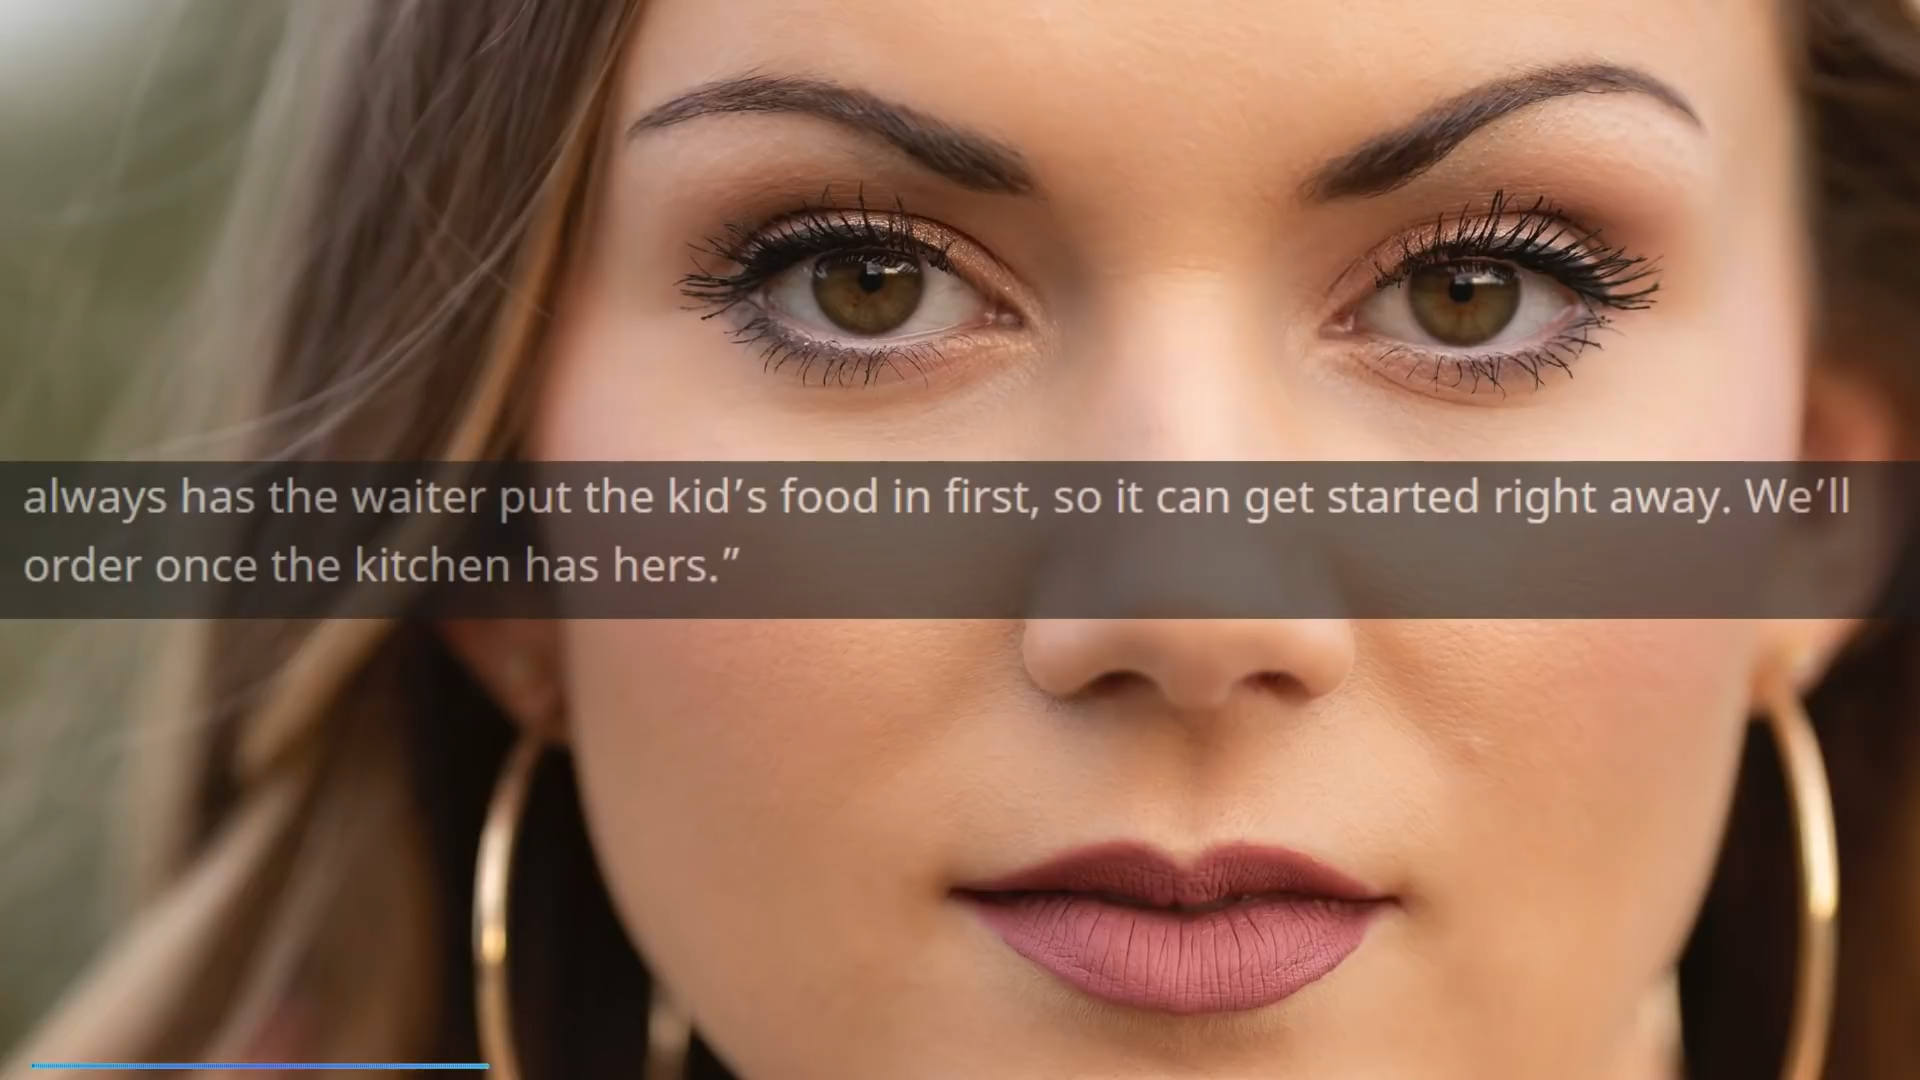 always has the waiter put the kid’s food in first, so it can get started right away. We’ll
order once the kitchen has hers.”